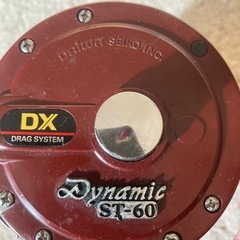 DAIWA SEIKO INC.
DX
DRAG SYSTEM
Dynamic
ST-60